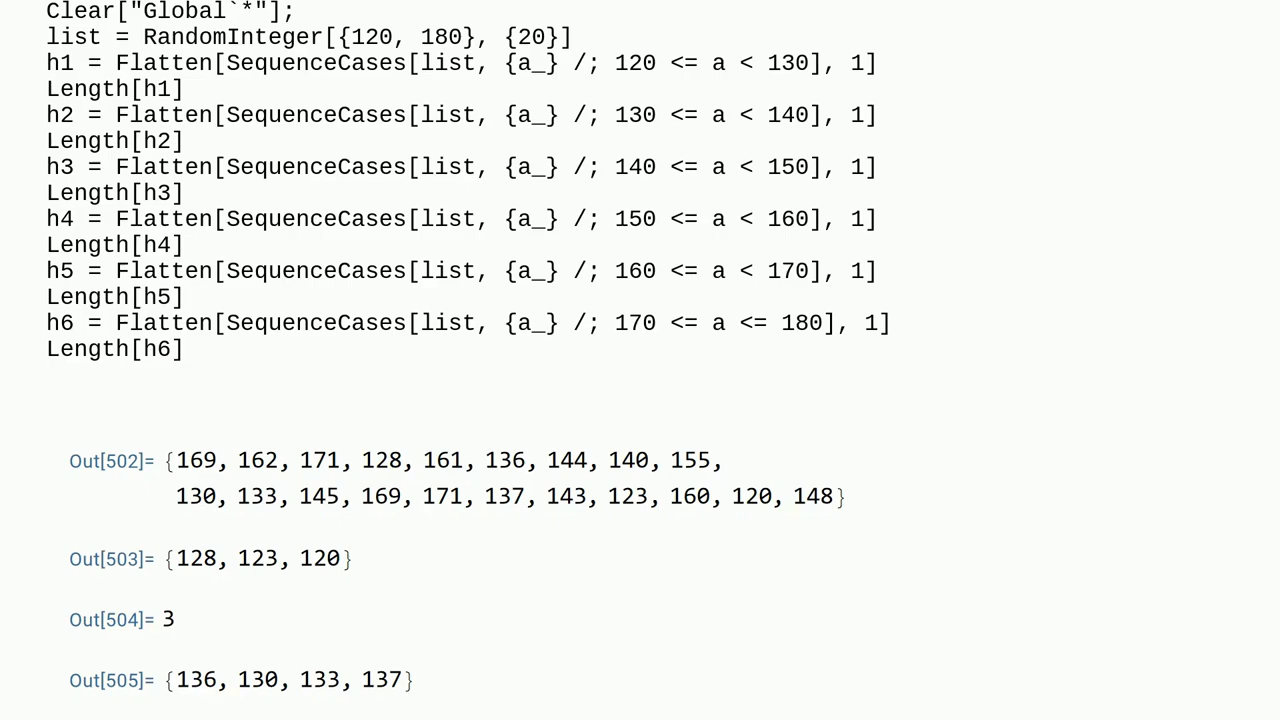 Clear["Global`*"];
list = RandomInteger[{120, 180}, {20}]
h1 = Flatten[SequenceCases[list, {a_} /; 120 <= a < 130], 1]
Length[h1]
h2 = Flatten[SequenceCases[list, {a_} /; 130 <= a < 140], 1]
Length[h2]
h3 = Flatten[SequenceCases[list, {a_} /; 140 <= a < 150], 1]
Length[h3]
h4 = Flatten[SequenceCases[list, {a_} /; 150 <= a < 160], 1]
Length[h4]
h5 = Flatten[SequenceCases[list, {a_} /; 160 <= a < 170], 1]
Length[h5]
h6 = Flatten[SequenceCases[list, {a_} /; 170 <= a <= 180], 1]
Length[h6]
Out[502]= {169, 162, 171, 128, 161, 136, 144, 140, 155,
130, 133, 145, 169, 171, 137, 143, 123, 160, 120, 148}
Out[503]= {128, 123, 120}
Out[504]= 3
Out[505]= {136, 130, 133, 137}